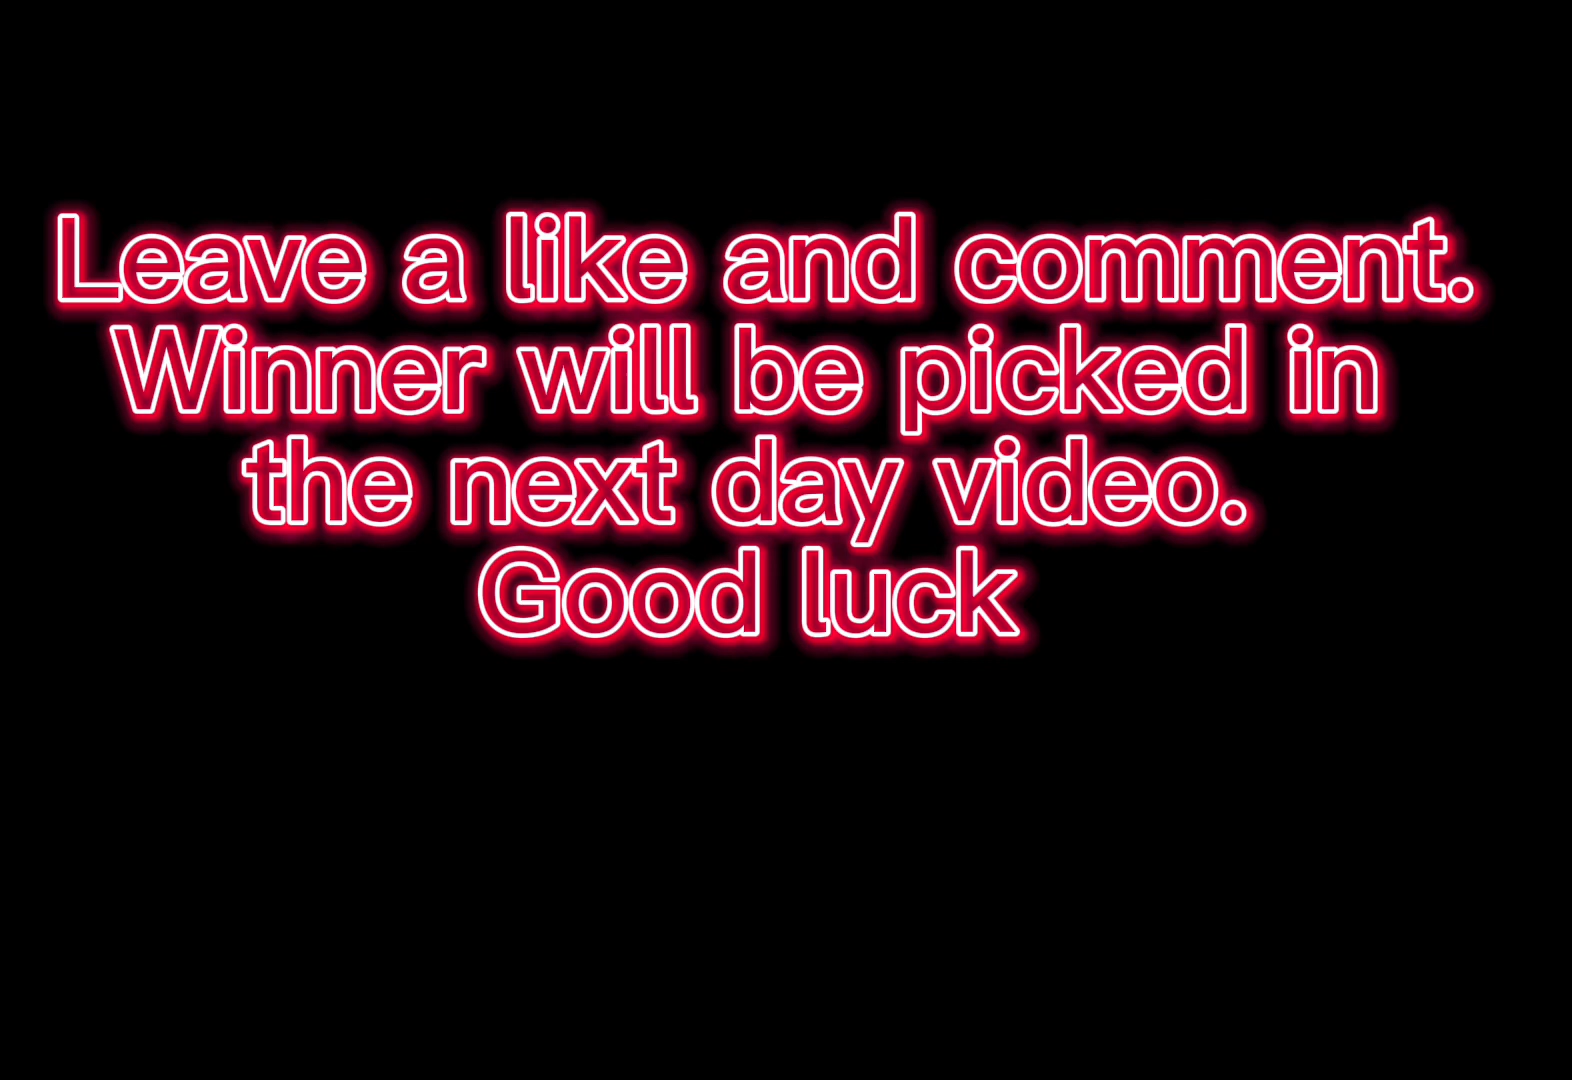 Leave a like and comment.
Winner will be picked in
the next day video.
Good luck